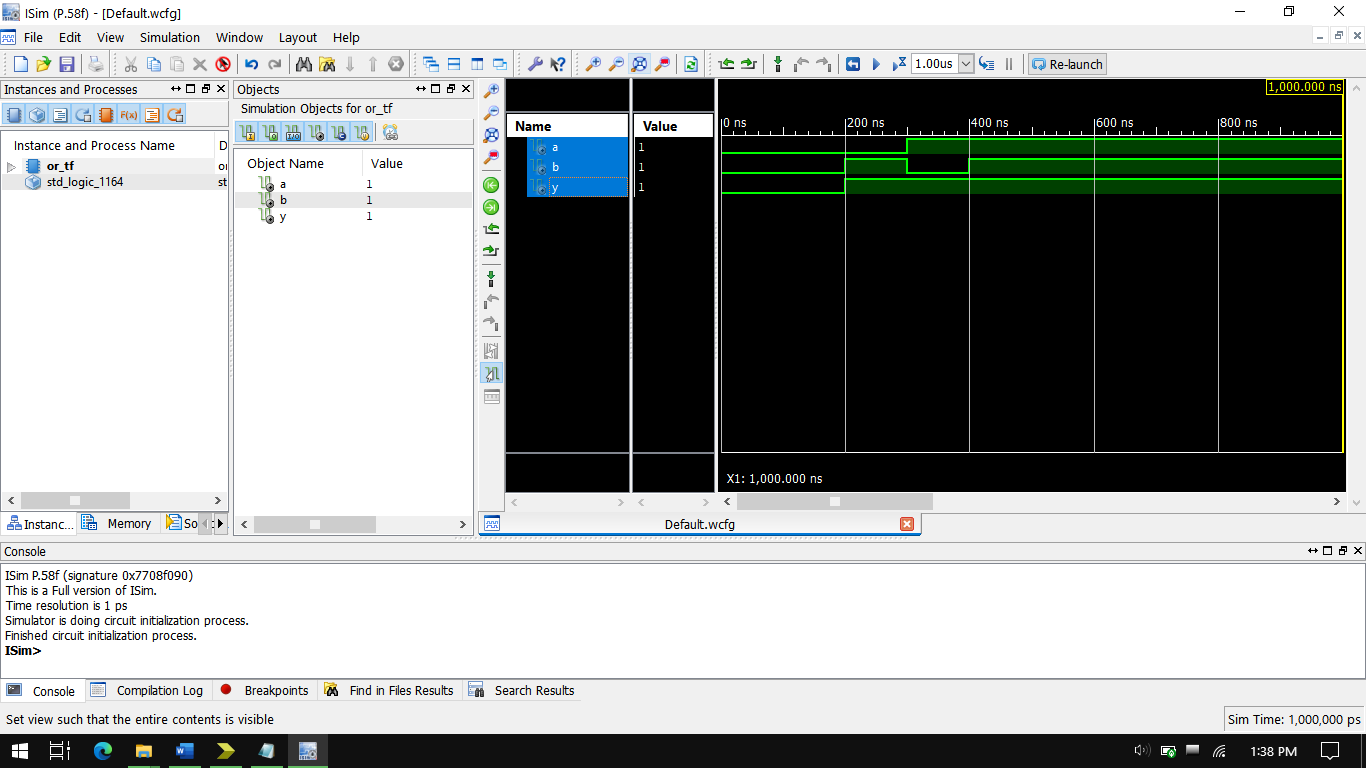 ISim (P.58f) - [Default.wcfg]
File Edit View Simulation Window Layout Help
1.00us Re-launch
Instances and Processes
Instance and Process Name D
or_tf or
std_logic_1164 st
Instanc... Memory So
Objects
Simulation Objects for or_tf
Object Name Value
a 1
b 1
y 1
Name Value
a 1
b 1
y 1
1,000.000 ns
0 ns 200 ns 400 ns 600 ns 800 ns
X1: 1,000.000 ns
Default.wcfg
Console
ISim P.58f (signature 0x7708f090)
This is a Full version of ISim.
Time resolution is 1 ps
Simulator is doing circuit initialization process.
Finished circuit initialization process.
ISim>
Console Compilation Log Breakpoints Find in Files Results Search Results
Set view such that the entire contents is visible Sim Time: 1,000,000 ps
1:38 PM